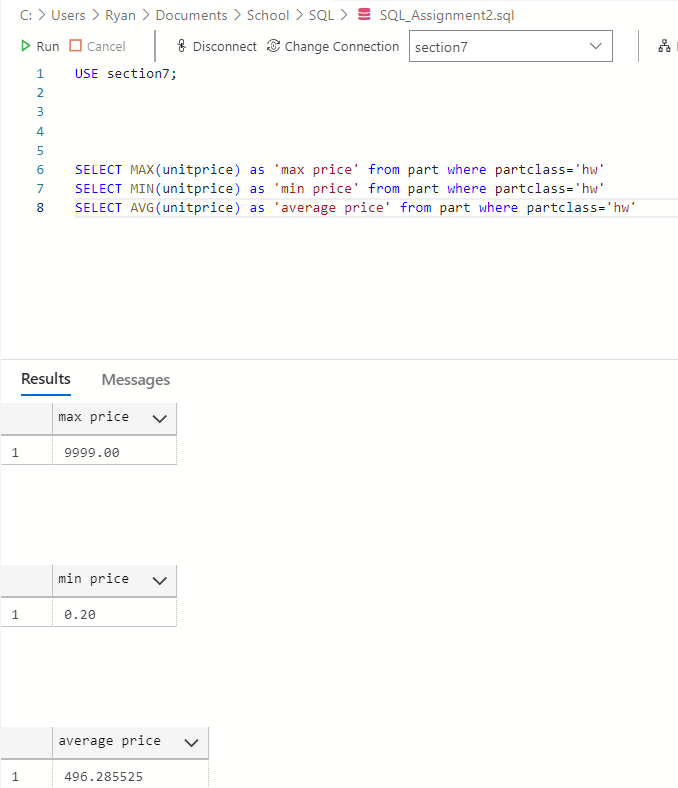 C: > Users > Ryan > Documents > School > SQL > SQL_Assignment2.sql
Run Cancel Disconnect Change Connection section7
1 USE section7;
2
3
4
5
6 SELECT MAX(unitprice) as 'max price' from part where partclass='hw'
7 SELECT MIN(unitprice) as 'min price' from part where partclass='hw'
8 SELECT AVG(unitprice) as 'average price' from part where partclass='hw'
Results Messages
max price
1 9999.00
min price
1 0.20
average price
1 496.285525